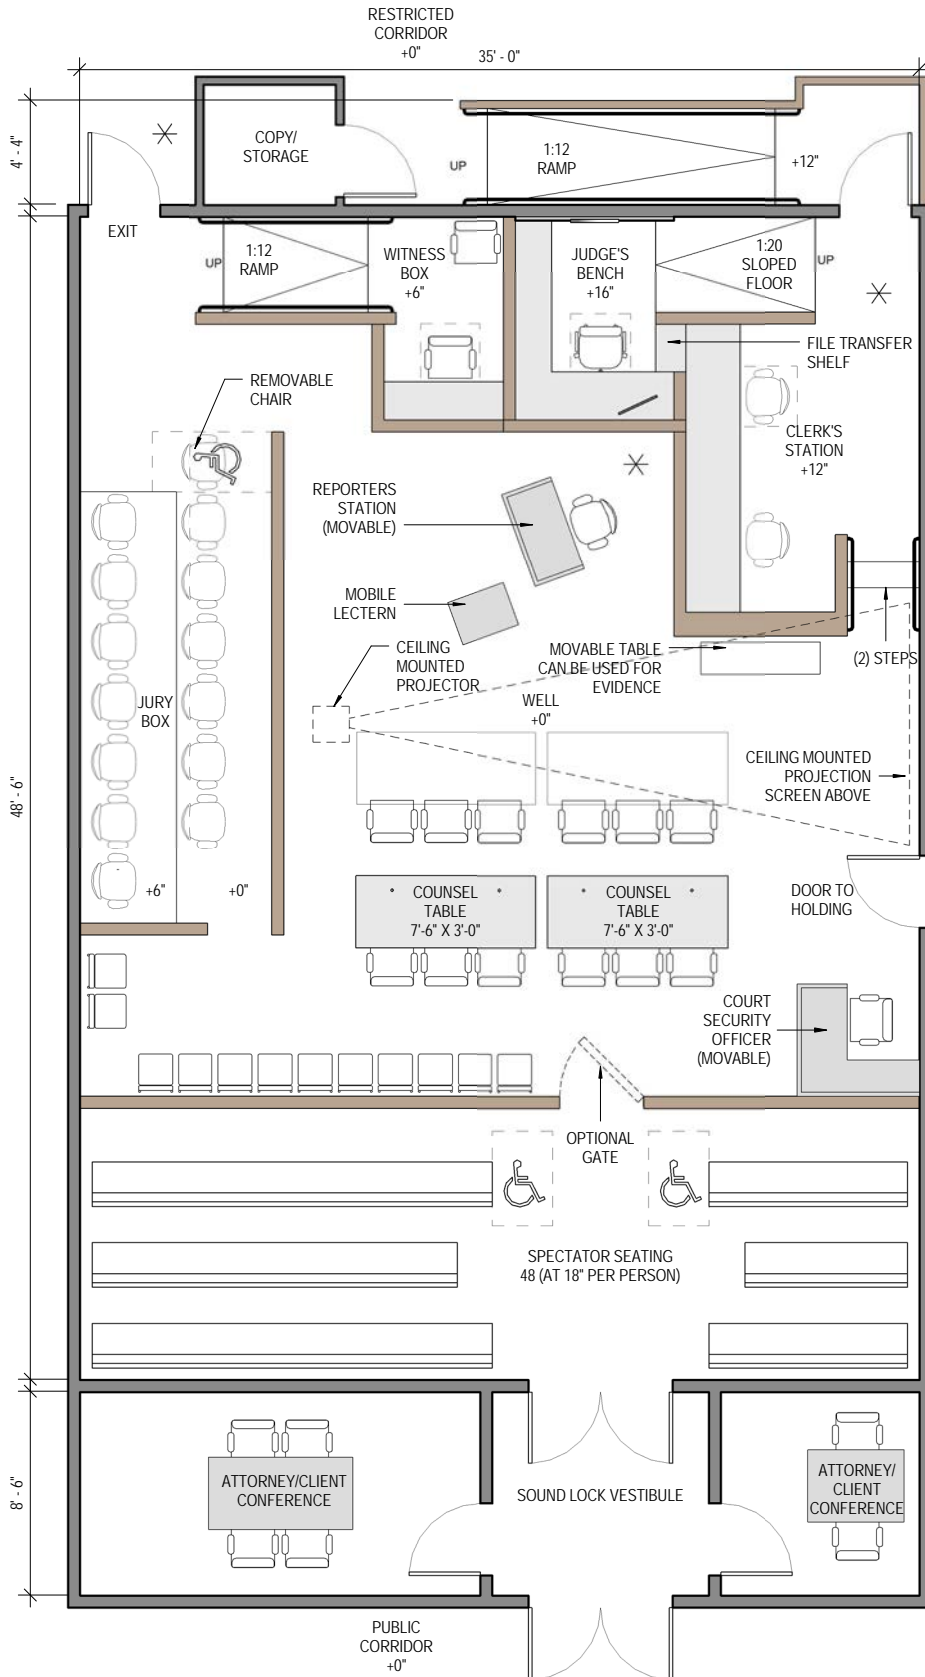 RESTRICTED
CORRIDOR
+0"
35' - 0"
4' - 4"
COPY/
STORAGE
UP
1:12
RAMP
+12"
EXIT
UP
1:12
RAMP
WITNESS
BOX
+6"
JUDGE'S
BENCH
+16"
1:20
SLOPED
FLOOR
UP
FILE TRANSFER
SHELF
REMOVABLE
CHAIR
CLERK'S
STATION
+12"
REPORTERS
STATION
(MOVABLE)
MOBILE
LECTERN
CEILING
MOUNTED
PROJECTOR
MOVABLE TABLE
CAN BE USED FOR
EVIDENCE
(2) STEPS
WELL
+0"
JURY
BOX
CEILING MOUNTED
PROJECTION
SCREEN ABOVE
48' - 6"
+6"
+0"
COUNSEL
TABLE
7'-6" X 3'-0"
COUNSEL
TABLE
7'-6" X 3'-0"
DOOR TO
HOLDING
COURT
SECURITY
OFFICER
(MOVABLE)
OPTIONAL
GATE
SPECTATOR SEATING
48 (AT 18" PER PERSON)
8' - 6"
ATTORNEY/CLIENT
CONFERENCE
SOUND LOCK VESTIBULE
ATTORNEY/
CLIENT
CONFERENCE
PUBLIC
CORRIDOR
+0"